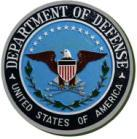 DEPARTMENT OF DEFENSE
UNITED STATES OF AMERICA